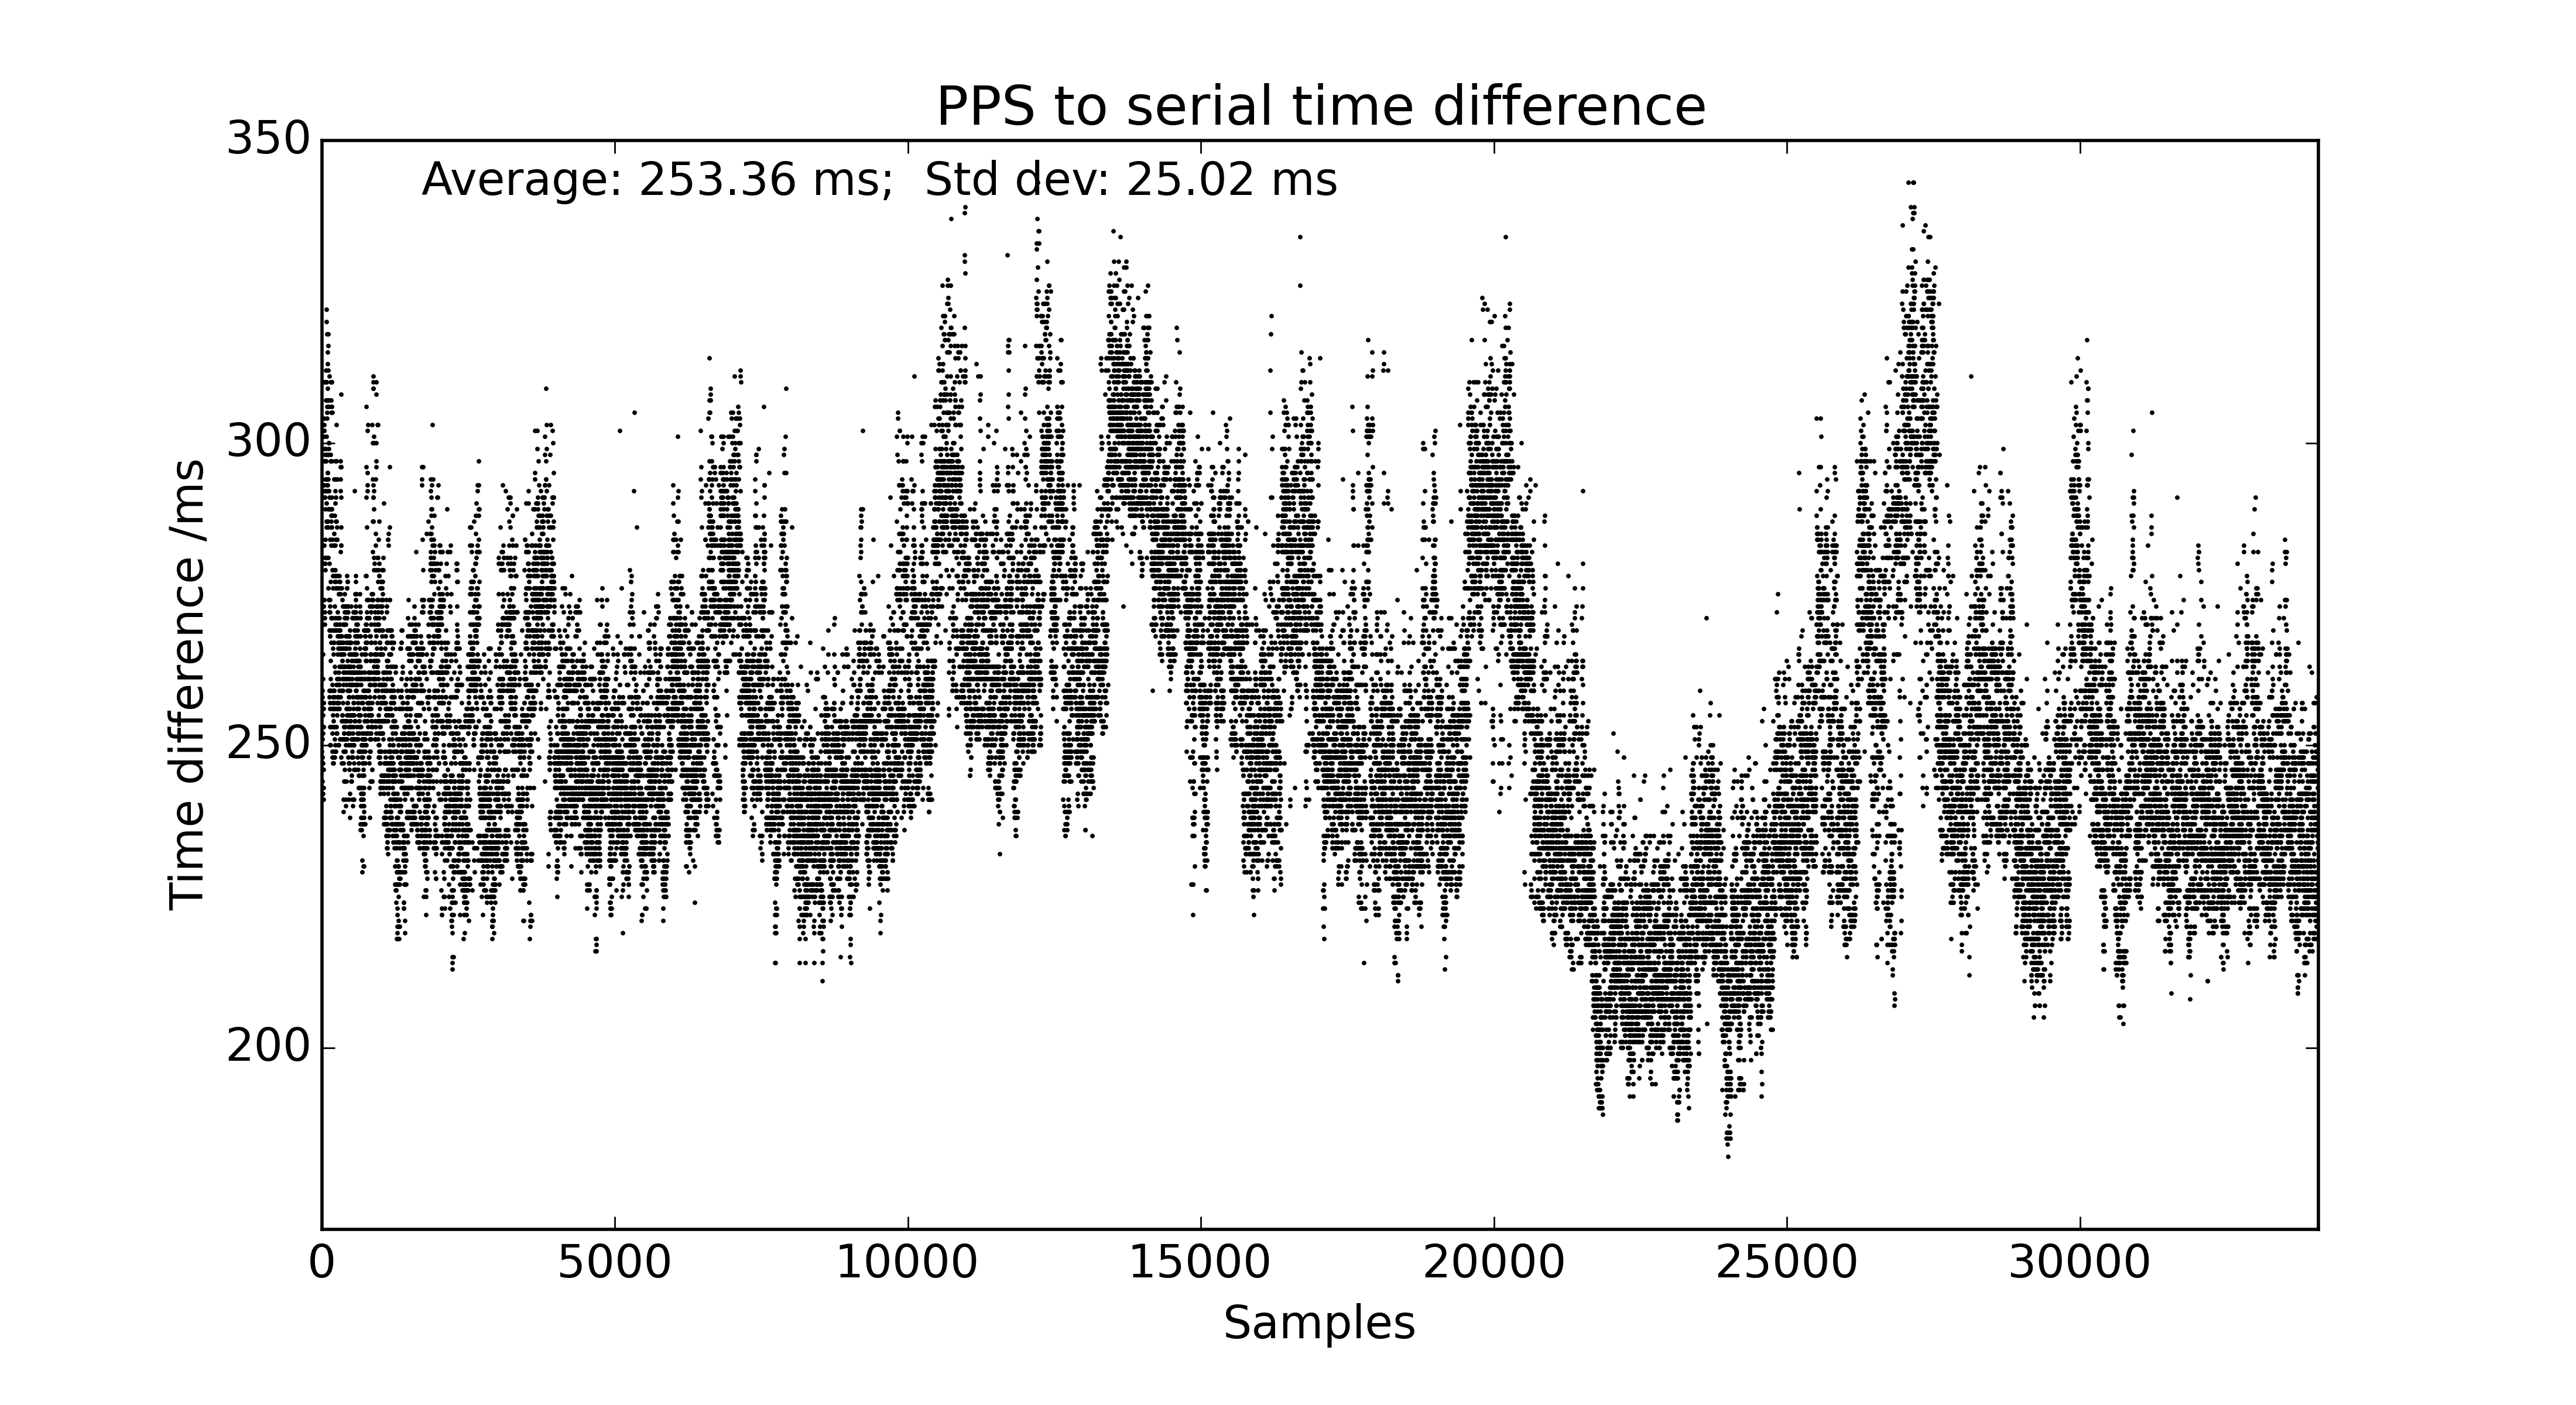 PPS to serial time difference
Average: 253.36 ms;  Std dev: 25.02 ms
350
300
250
200
Time difference /ms
0 5000 10000 15000 20000 25000 30000
Samples